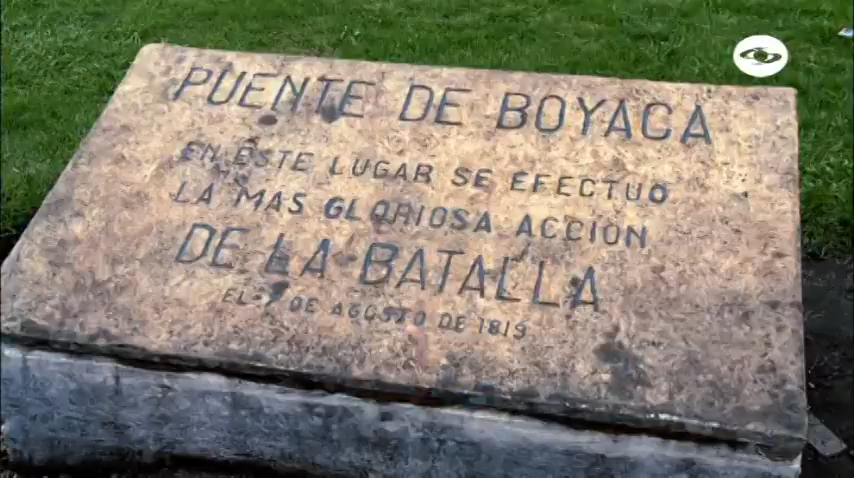 PUENTE DE BOYACA
EN ESTE LUGAR SE EFECTUO
LA MAS GLORIOSA ACCION
DE LA BATALLA
EL 7 DE AGOSTO DE 1819